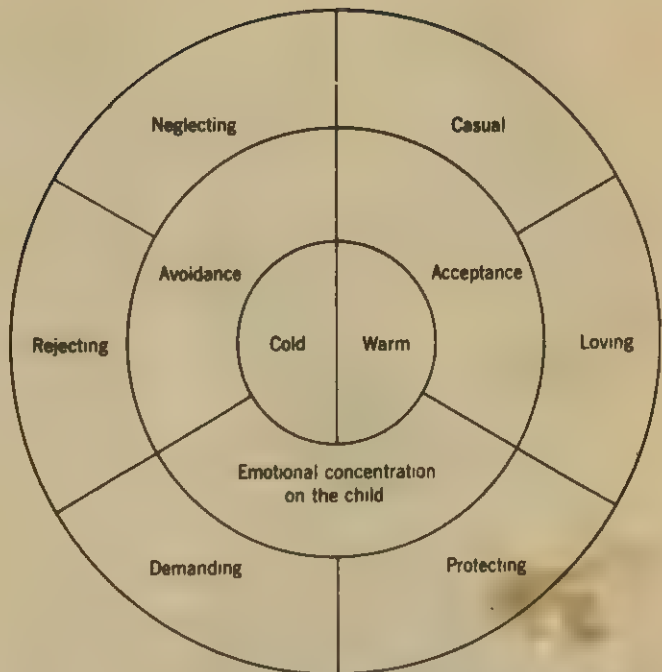 Neglecting
Casual
Avoidance
Acceptance
Rejecting
Cold
Warm
Loving
Emotional concentration
on the child
Demanding
Protecting